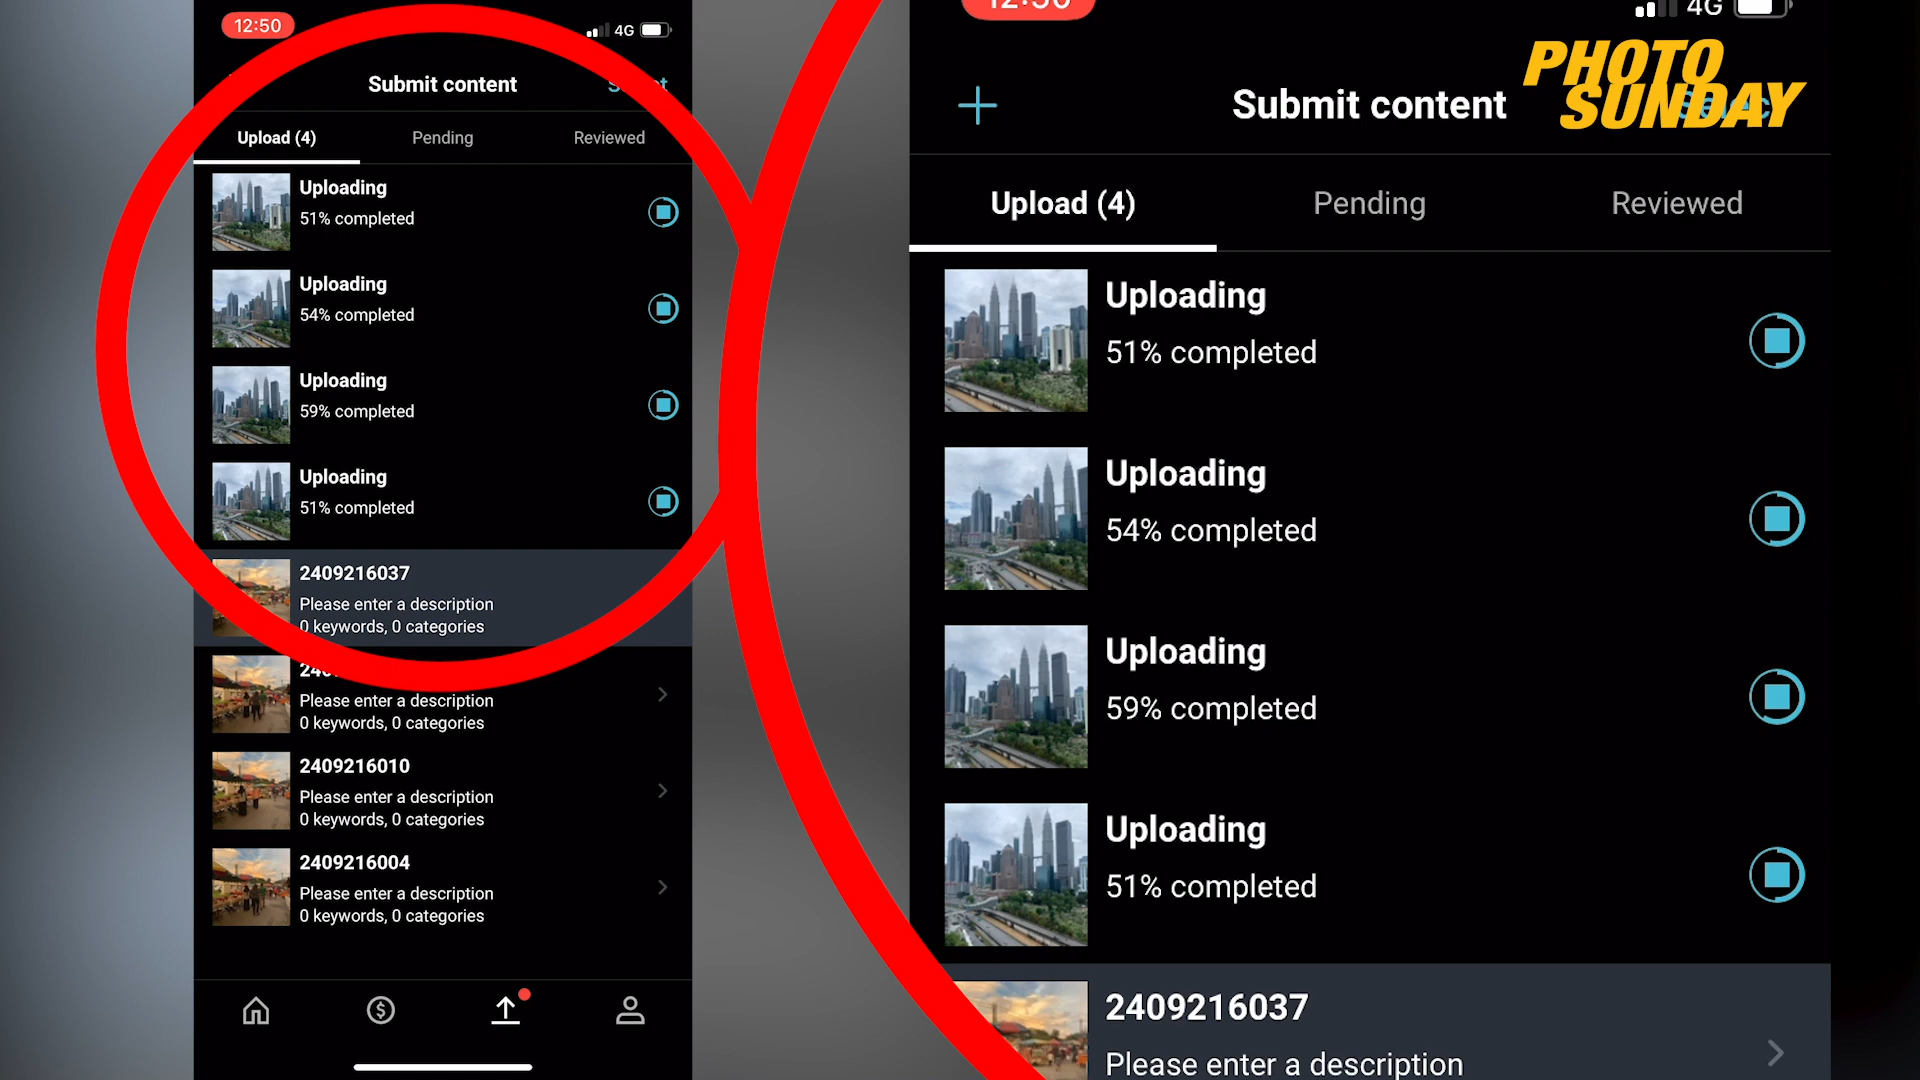 12:50
4G
Submit content
Upload (4)
Pending
Reviewed
Uploading
51% completed
Uploading
54% completed
Uploading
59% completed
Uploading
51% completed
2409216037
Please enter a description
0 keywords, 0 categories
Please enter a description
0 keywords, 0 categories
2409216010
Please enter a description
0 keywords, 0 categories
2409216004
Please enter a description
0 keywords, 0 categories
12:50
4G
PHOTO
SUNDAY
Submit content
Upload (4)
Pending
Reviewed
Uploading
51% completed
Uploading
54% completed
Uploading
59% completed
Uploading
51% completed
2409216037
Please enter a description